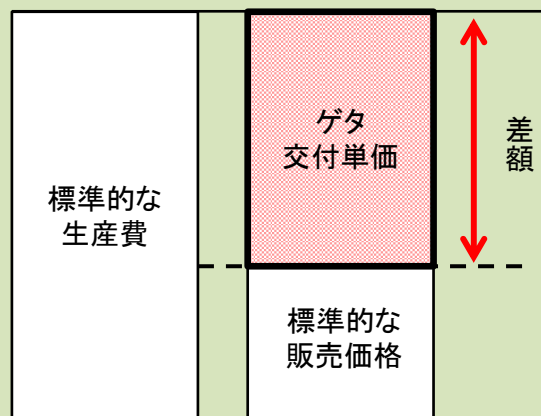 標準的な
生産費
ゲタ
交付単価
標準的な
販売価格
差額